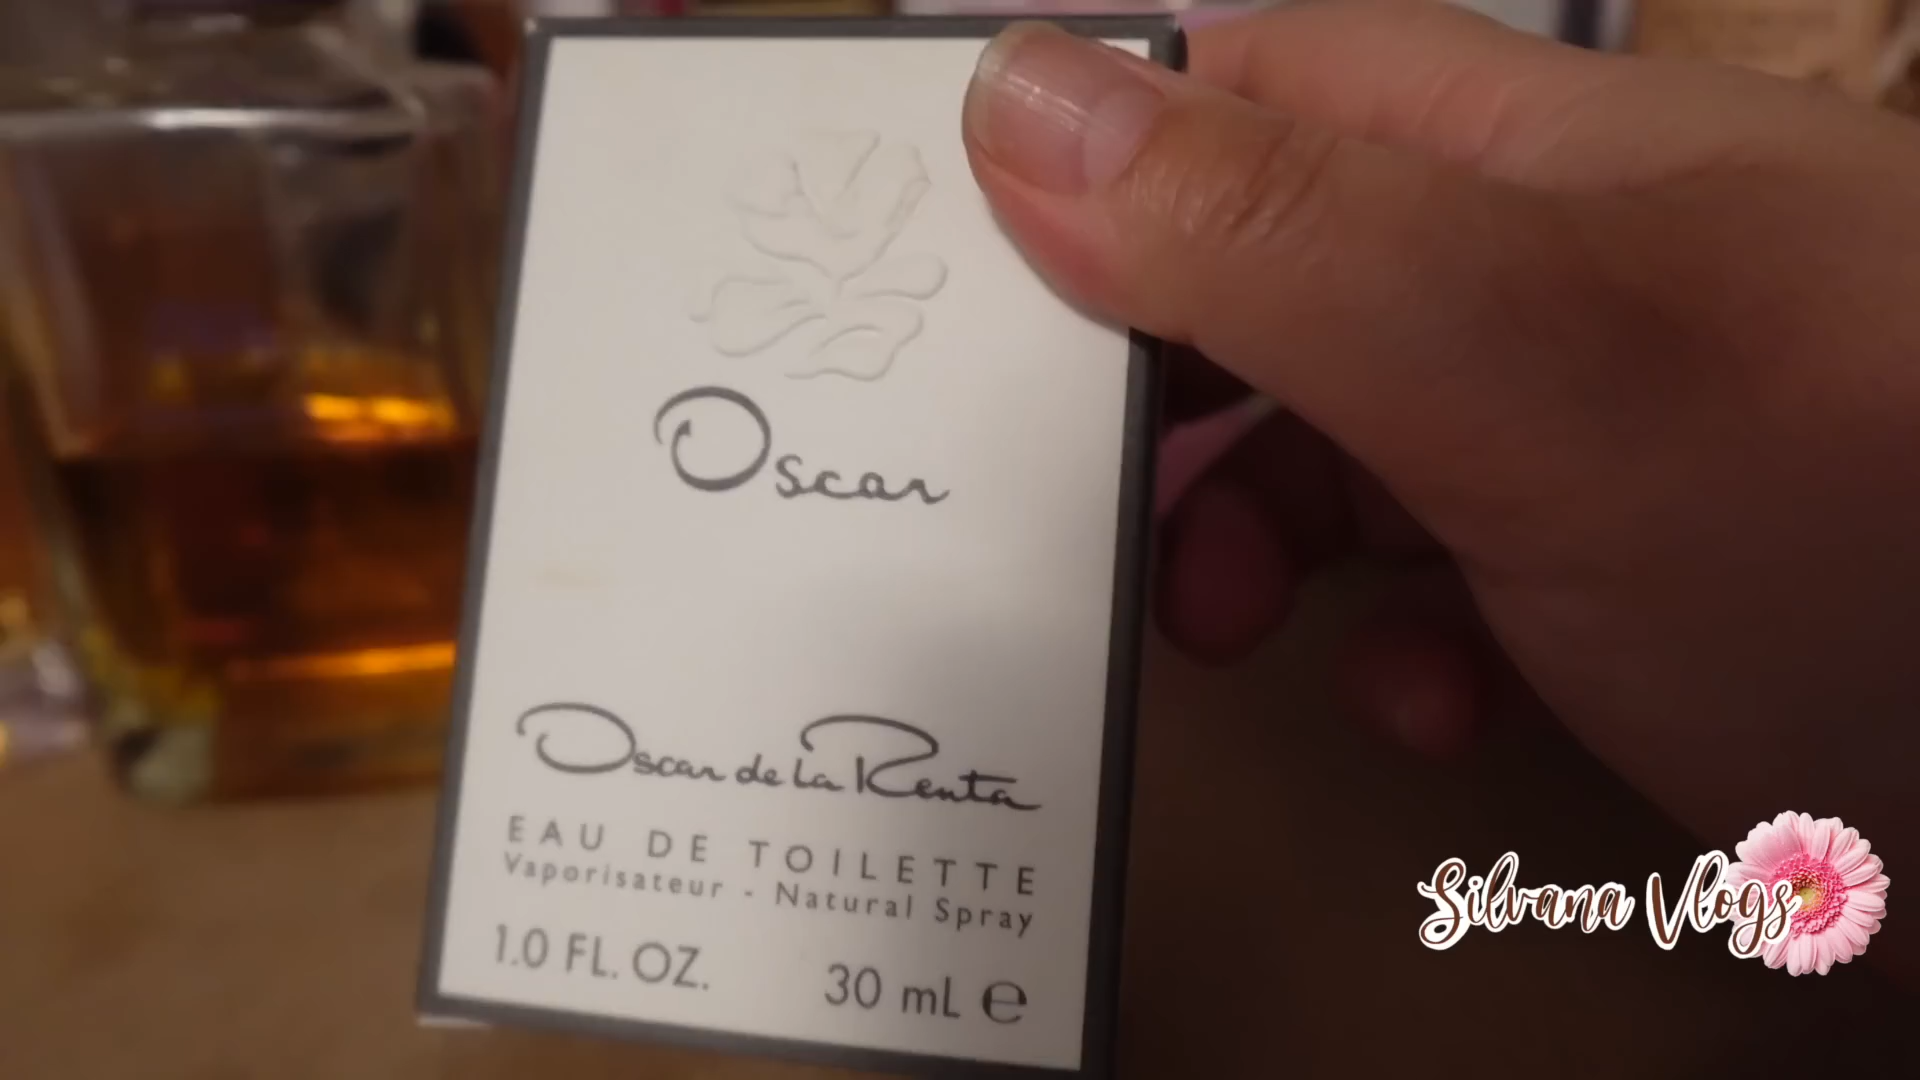 Oscar
Oscar de la Renta
EAU DE TOILETTE
Vaporisateur - Natural Spray
1.0 FL. OZ. 30 mL ℮
Silvana Vlogs